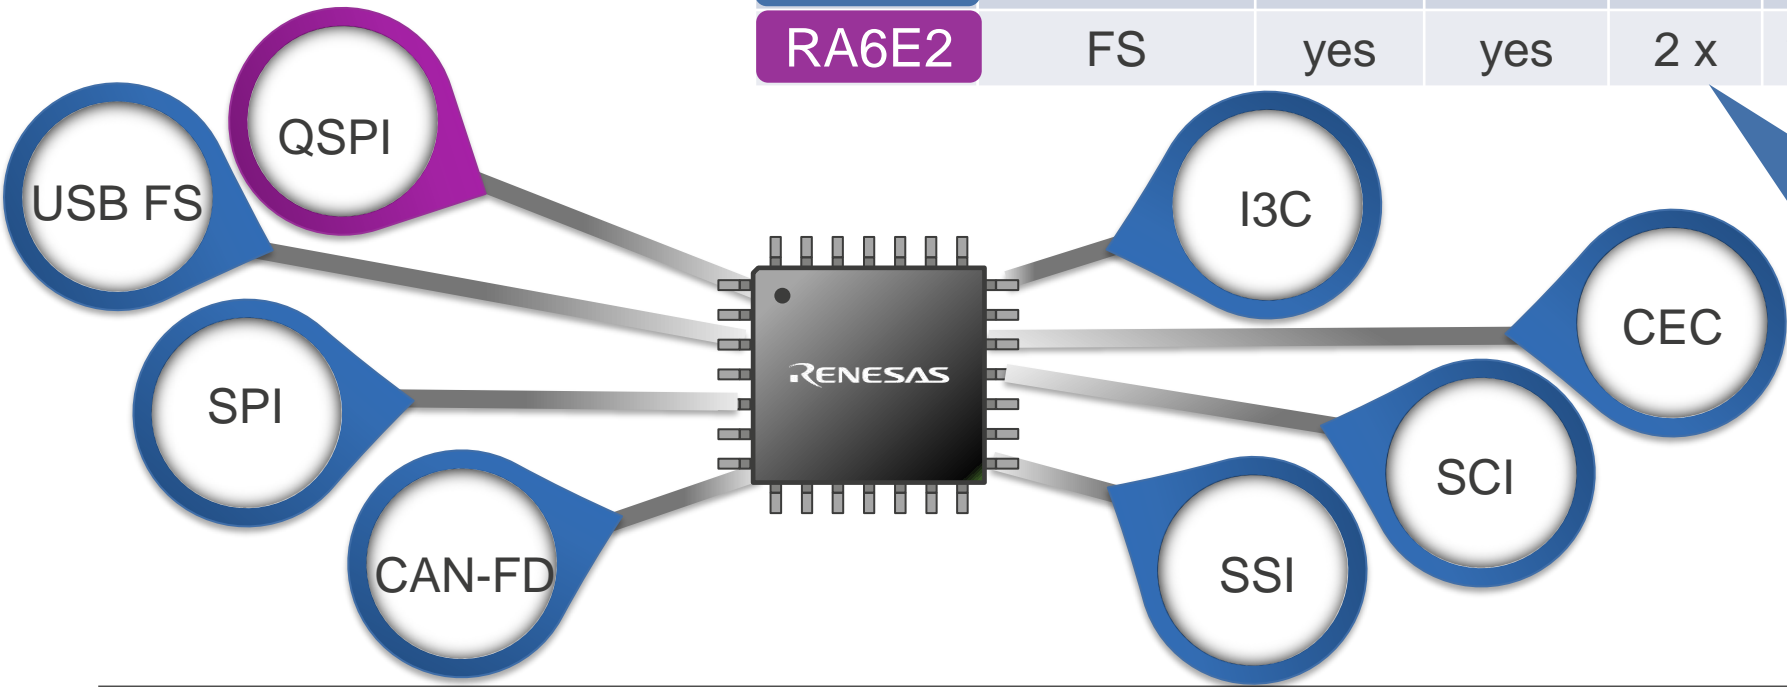 RA6E2 FS yes yes 2 x
QSPI
USB FS
I3C
CEC
RENESAS
SPI
SCI
CAN-FD
SSI